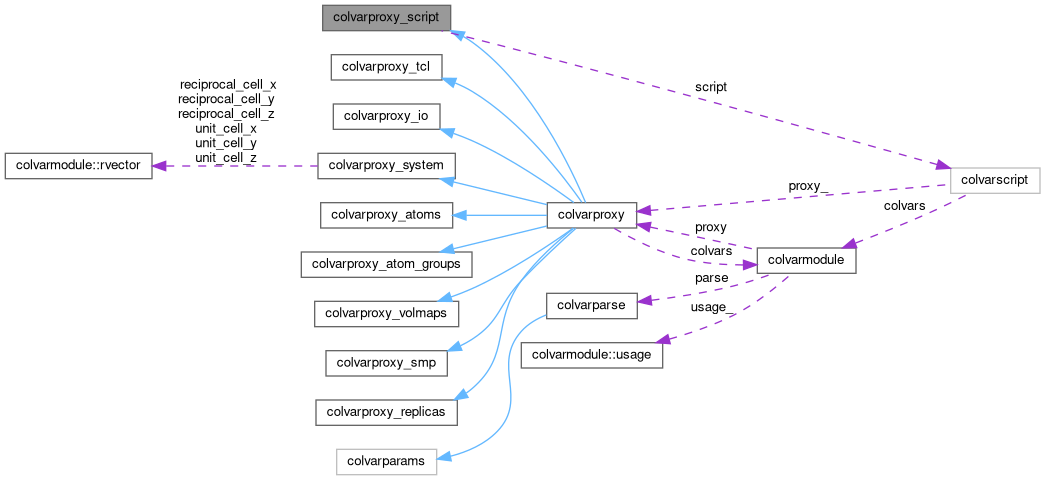 colvarproxy_script
colvarproxy_tcl
reciprocal_cell_x
reciprocal_cell_y
reciprocal_cell_z
unit_cell_x
unit_cell_y
unit_cell_z
script
colvarproxy_io
colvarmodule::rvector
colvarproxy_system
colvarscript
proxy_
colvarproxy_atoms
colvarproxy
colvars
proxy
colvars
colvarproxy_atom_groups
colvarmodule
parse
colvarproxy_volmaps
colvarparse
usage_
colvarproxy_smp
colvarmodule::usage
colvarproxy_replicas
colvarparams